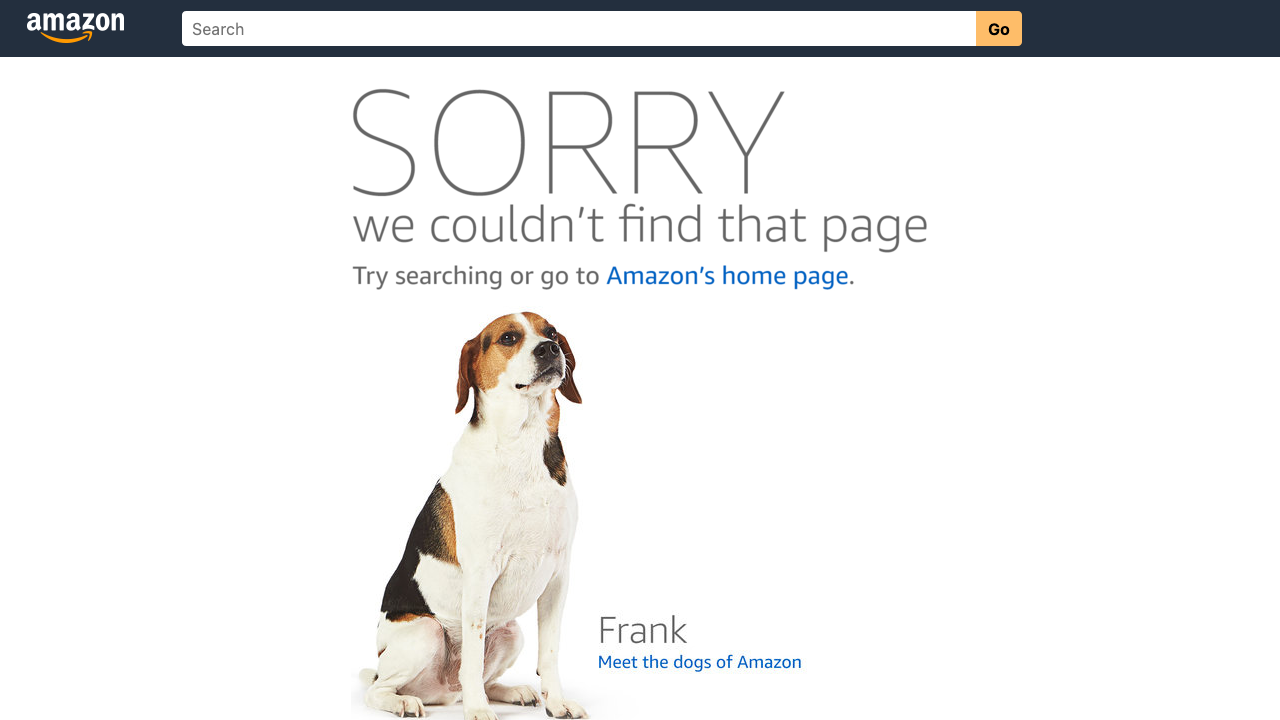 amazon
Search
Go
SORRY
we couldn't find that page
Try searching or go to Amazon's home page.
Frank
Meet the dogs of Amazon